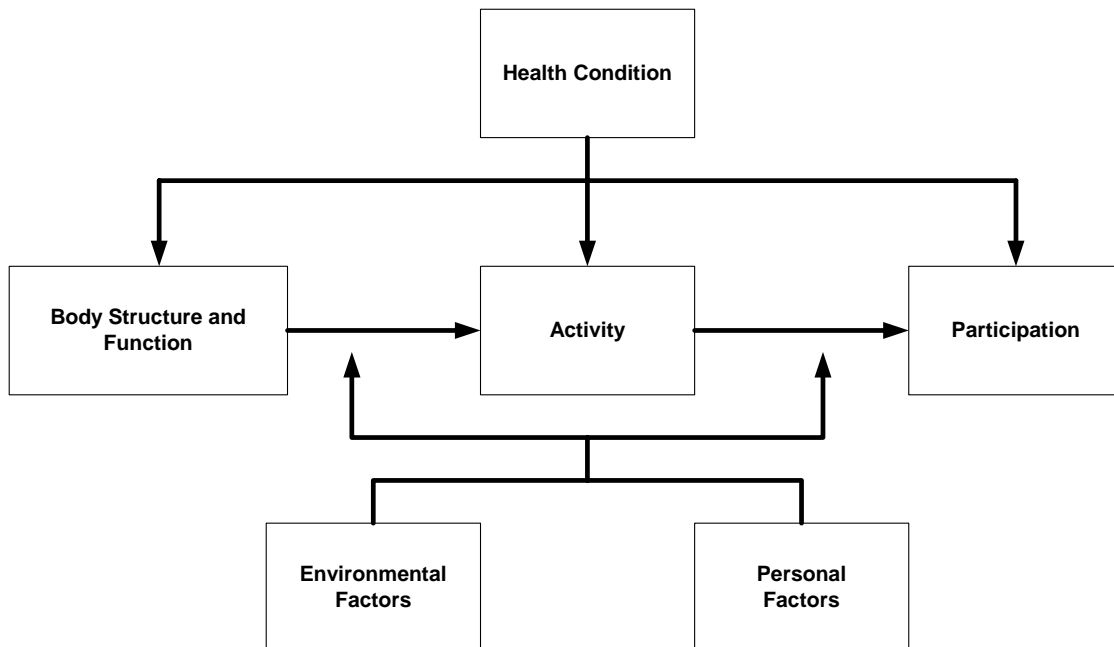 Health Condition
Body Structure and
Function
Activity
Participation
Environmental
Factors
Personal
Factors